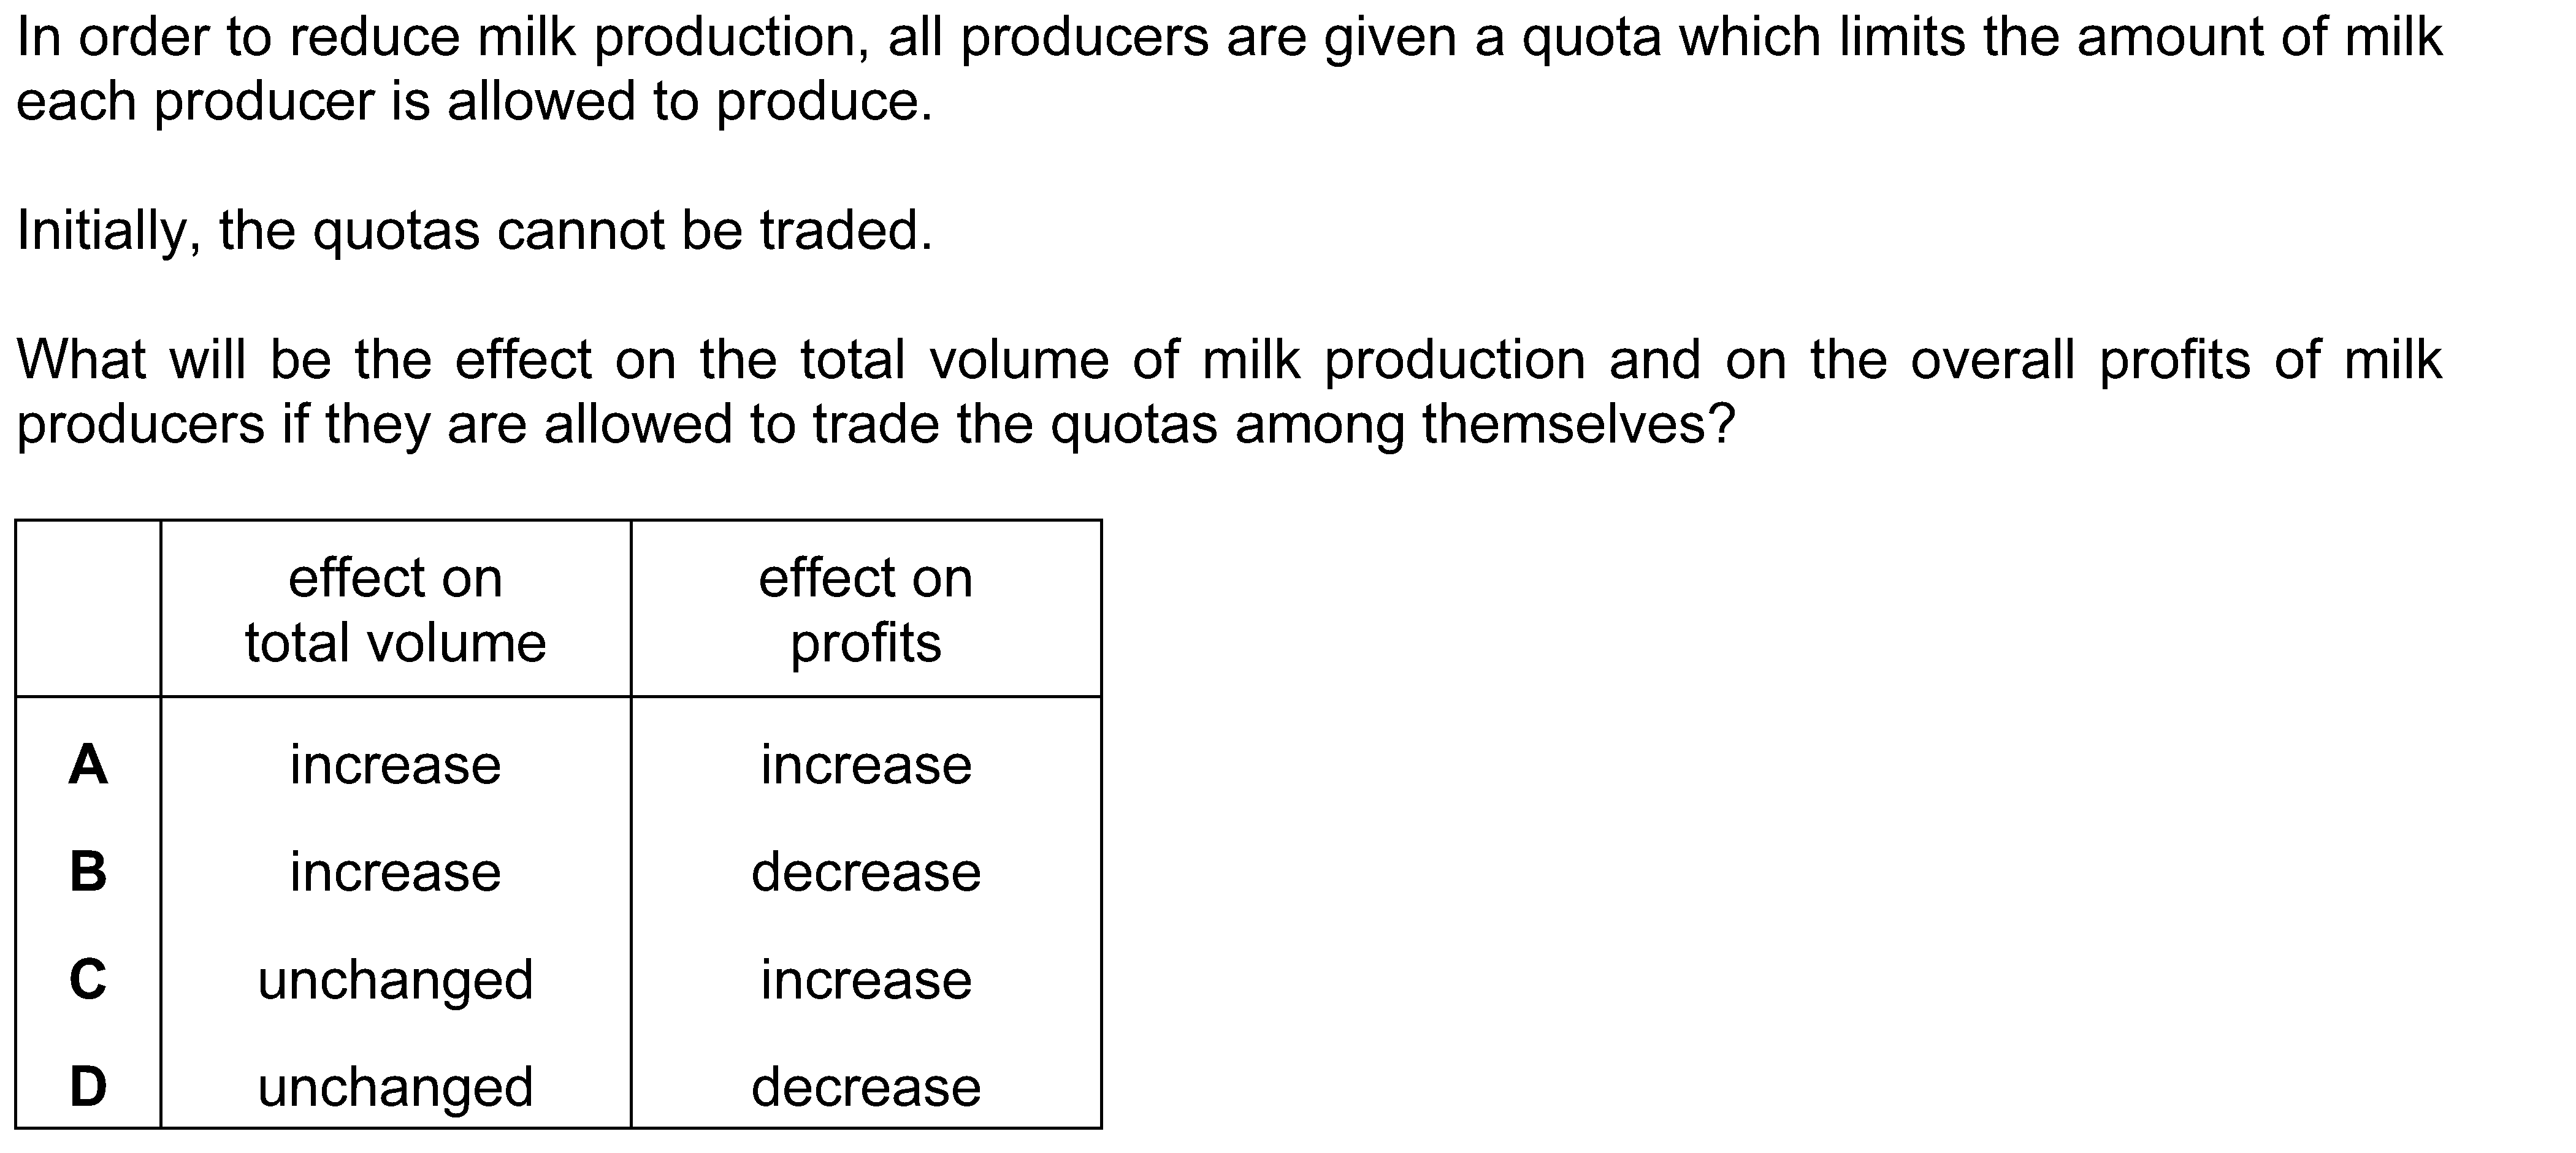 In order to reduce milk production, all producers are given a quota which limits the amount of milk
each producer is allowed to produce.
Initially, the quotas cannot be traded.
What will be the effect on the total volume of milk production and on the overall profits of milk
producers if they are allowed to trade the quotas among themselves?
effect on total volume effect on profits
A increase increase
B increase decrease
C unchanged increase
D unchanged decrease